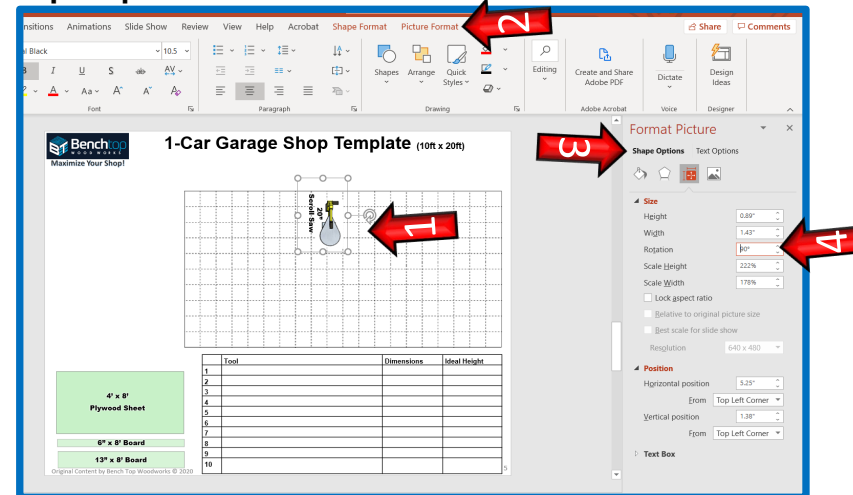 nsitions Animations Slide Show Review View Help Acrobat Shape Format Picture Format Share Comments
al Black 10.5
B I U S ab AV
A Aa A^ A A
Font Paragraph
Shapes Arrange Quick Styles
Drawing
Editing
Create and Share Adobe PDF
Adobe Acrobat
Dictate
Voice
Design Ideas
Designer
2
Benchtop
WOOD WORKS
Maximize Your Shop!
1-Car Garage Shop Template (10ft x 20ft)
20"
Scroll Saw
1
Tool Dimensions Ideal Height
1
2
3
4
5
6
7
8
9
10
4' x 8'
Plywood Sheet
6" x 8' Board
13" x 8' Board
Original Content by Bench Top Woodworks © 2020
5
Format Picture
3
Shape Options Text Options
Size
Height 0.89"
Width 1.43"
Rotation 90°
4
Scale Height 222%
Scale Width 178%
Lock aspect ratio
Relative to original picture size
Best scale for slide show
Resolution 640 x 480
Position
Horizontal position 5.25"
From Top Left Corner
Vertical position 1.38"
From Top Left Corner
Text Box